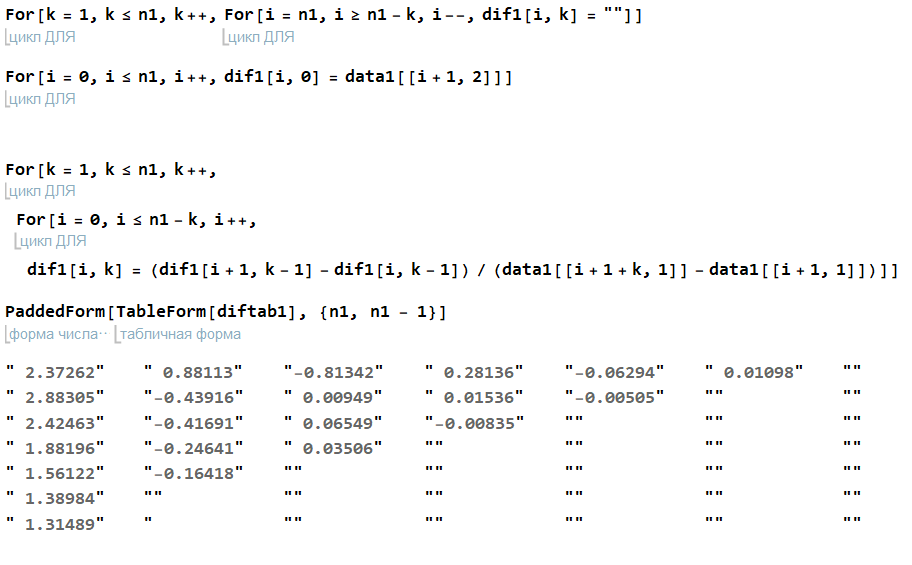 For[k = 1, k ≤ n1, k++, For[i = n1, i ≥ n1 - k, i--, dif1[i, k] = ""]]
цикл ДЛЯ цикл ДЛЯ
For[i = 0, i ≤ n1, i++, dif1[i, 0] = data1[[i + 1, 2]]]
цикл ДЛЯ
For[k = 1, k ≤ n1, k++,
цикл ДЛЯ
For[i = 0, i ≤ n1 - k, i++,
цикл ДЛЯ
dif1[i, k] = (dif1[i + 1, k - 1] - dif1[i, k - 1]) / (data1[[i + 1 + k, 1]] - data1[[i + 1, 1]])]]
PaddedForm[TableForm[diftab1], {n1, n1 - 1}]
форма числа·· табличная форма
" 2.37262" " 0.88113" "-0.81342" " 0.28136" "-0.06294" " 0.01098" ""
" 2.88305" "-0.43916" " 0.00949" " 0.01536" "-0.00505" "" ""
" 2.42463" "-0.41691" " 0.06549" "-0.00835" "" "" ""
" 1.88196" "-0.24641" " 0.03506" "" "" "" ""
" 1.56122" "-0.16418" "" "" "" "" ""
" 1.38984" "" "" "" "" "" ""
" 1.31489" " "" "" "" "" ""